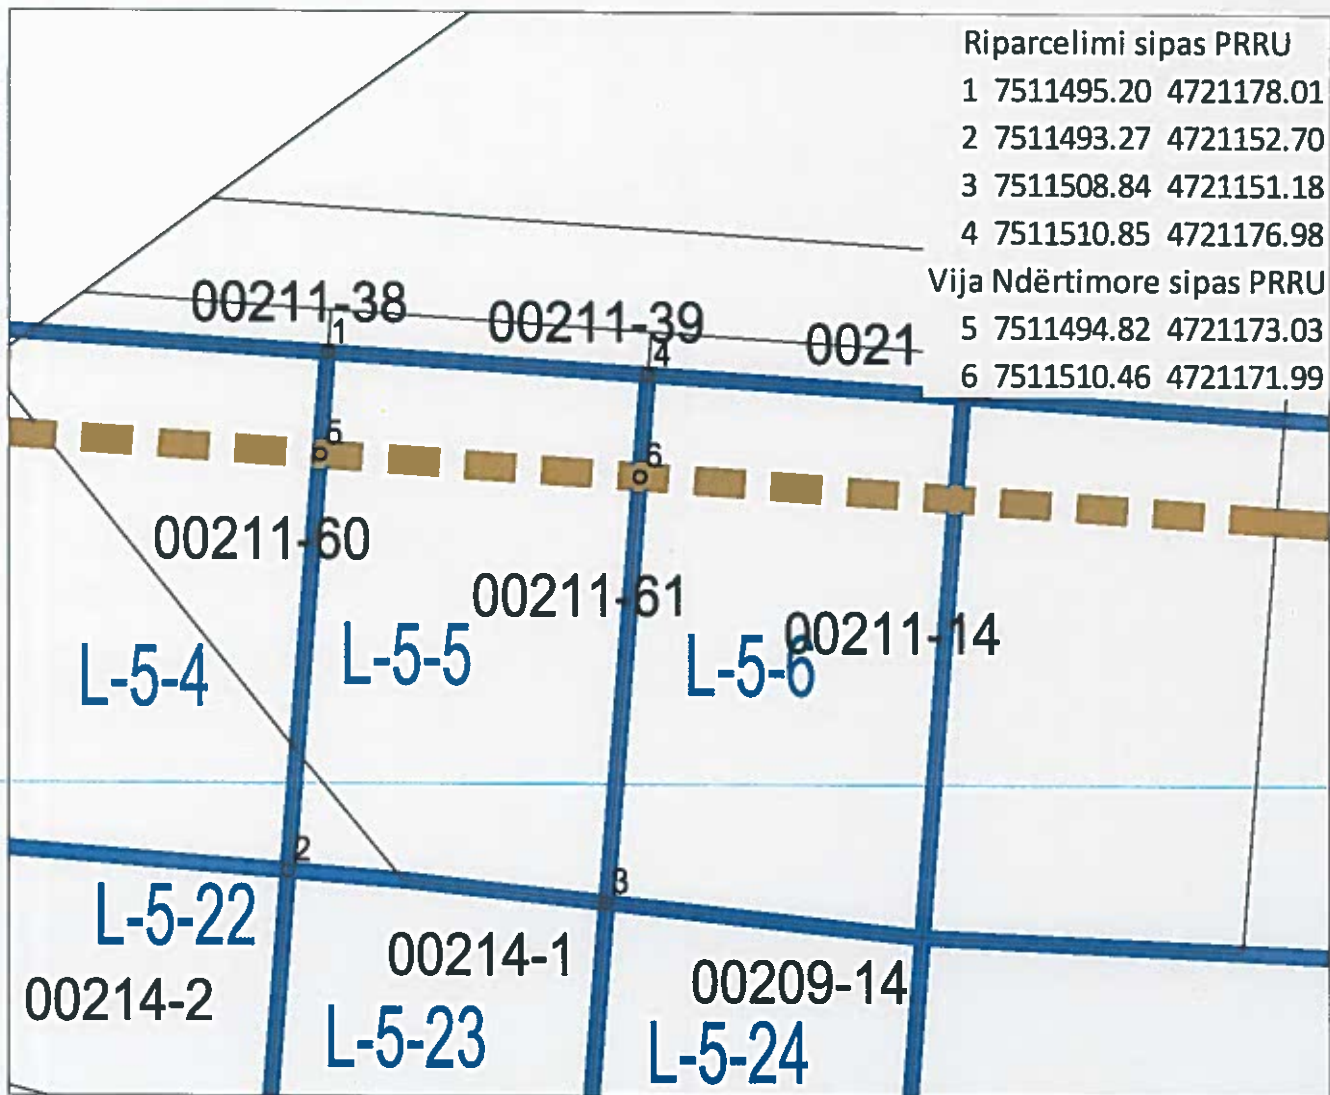 Riparcelimi sipas PRRU
1 7511495.20 4721178.01
2 7511493.27 4721152.70
3 7511508.84 4721151.18
4 7511510.85 4721176.98
Vija Ndërtimore sipas PRRU
5 7511494.82 4721173.03
6 7511510.46 4721171.99
00211-38
00211-39
0021
1
4
5
6
00211-60
00211-61
00211-14
L-5-4
L-5-5
L-5-6
2
3
L-5-22
00214-1
00209-14
00214-2
L-5-23
L-5-24